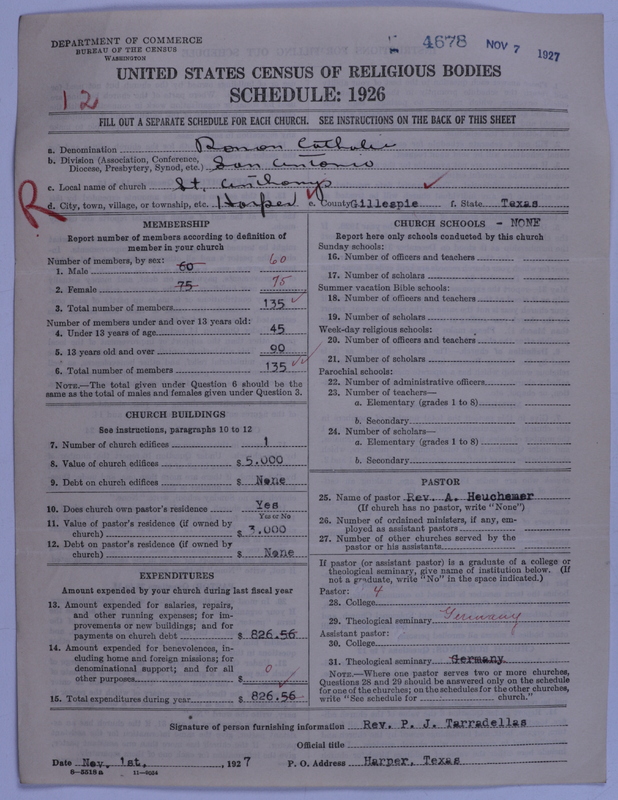 DEPARTMENT OF COMMERCE
BUREAU OF THE CENSUS
WASHINGTON
4678 NOV 7 1927
UNITED STATES CENSUS OF RELIGIOUS BODIES
12
SCHEDULE: 1926
FILL OUT A SEPARATE SCHEDULE FOR EACH CHURCH. SEE INSTRUCTIONS ON THE BACK OF THIS SHEET
a. Denomination Roman Catholic
b. Division (Association, Conference, Diocese, Presbytery, Synod, etc.) San Antonio
c. Local name of church St. Anthonys
R
d. City, town, village, or township, etc. Harper e. County Gillespie f. State Texas
MEMBERSHIP
Report number of members according to definition of
member in your church
Number of members, by sex:
1. Male 60 60
2. Female 75 75
3. Total number of members 135
Number of members under and over 13 years old:
4. Under 13 years of age 45
5. 13 years old and over 90
6. Total number of members 135
NOTE.—The total given under Question 6 should be
same as the total of males and females given under Question 3.
CHURCH BUILDINGS
See instructions, paragraphs 10 to 12
7. Number of church edifices 1
8. Value of church edifices $5.000
9. Debt on church edifices $ None
10. Does church own pastor's residence Yes
Yes or No
11. Value of pastor's residence (if owned by
church) $ 3,000
12. Debt on pastor's residence (if owned by
church) $ None
EXPENDITURES
Amount expended by your church during last fiscal year
13. Amount expended for salaries, repairs,
and other running expenses; for im-
provements or new buildings; and for
payments on church debt $ 826.56
14. Amount expended for benevolences, in-
cluding home and foreign missions; for
denominational support; and for all
other purposes $ 0
15. Total expenditures during year $ 826.56
CHURCH SCHOOLS - NONE
Report here only schools conducted by this church
Sunday schools:
16. Number of officers and teachers
17. Number of scholars
Summer vacation Bible schools:
18. Number of officers and teachers
19. Number of scholars
Week-day religious schools:
20. Number of officers and teachers
21. Number of scholars
Parochial schools:
22. Number of administrative officers
23. Number of teachers—
a. Elementary (grades 1 to 8)
b. Secondary
24. Number of scholars—
a. Elementary (grades 1 to 8)
b. Secondary
PASTOR
25. Name of pastor Rev. A. Heuchemer
(If church has no pastor, write "None")
26. Number of ordained ministers, if any, em-
ployed as assistant pastors
27. Number of other churches served by the
pastor or his assistants
If pastor (or assistant pastor) is a graduate of a college or
theological seminary, give name of institution below. (If
not a graduate, write "No" in the space indicated.)
Pastor: 4
28. College
29. Theological seminary Germany
Assistant pastor:
30. College
31. Theological seminary Germany
NOTE.—Where one pastor serves two or more churches,
Questions 28 and 29 should be answered only on the schedule
for one of the churches; on the schedules for the other churches,
write "See schedule for church."
Signature of person furnishing information Rev. P. J. Tarradellas
Official title
Date Nov. 1st. , 1927 P. O. Address Harper, Texas
8—5518 a 11—9024